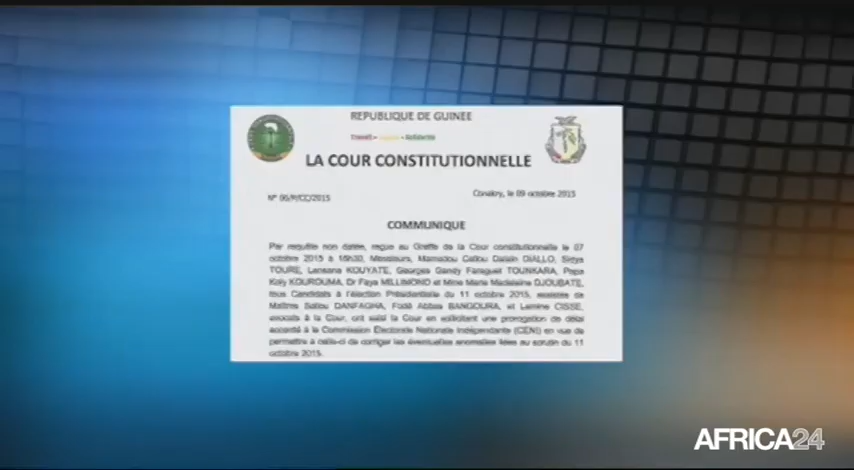 REPUBLIQUE DE GUINEE
Travail - Justice - Solidarité
LA COUR CONSTITUTIONNELLE
N° 06/P/CC/2015
Conakry, le 09 octobre 2015
COMMUNIQUE
Par requête non datée, reçue au Greffe de la Cour constitutionnelle le 07
octobre 2015 à 16h30, Messieurs, Mamadou Cellou Dalein DIALLO, Sidya
TOURE, Lansana KOUYATE, Georges Gandy Faraguet TOUNKARA, Papa
Koly KOUROUMA, Dr Faya MILLIMONO et Mme Marie Madeleine DJOUBATE,
tous Candidats à l'élection Présidentielle du 11 octobre 2015, assistés de
Maîtres Salifou DANFAGHA, Fodé Abbas BANGOURA, et Lamine CISSE,
avocats à la Cour, ont saisi la Cour en sollicitant une prorogation de délai
accordé à la Commission Electorale Nationale Indépendante (CENI) en vue de
permettre à celle-ci de corriger les éventuelles anomalies liées au scrutin du 11
octobre 2015.
AFRICA24